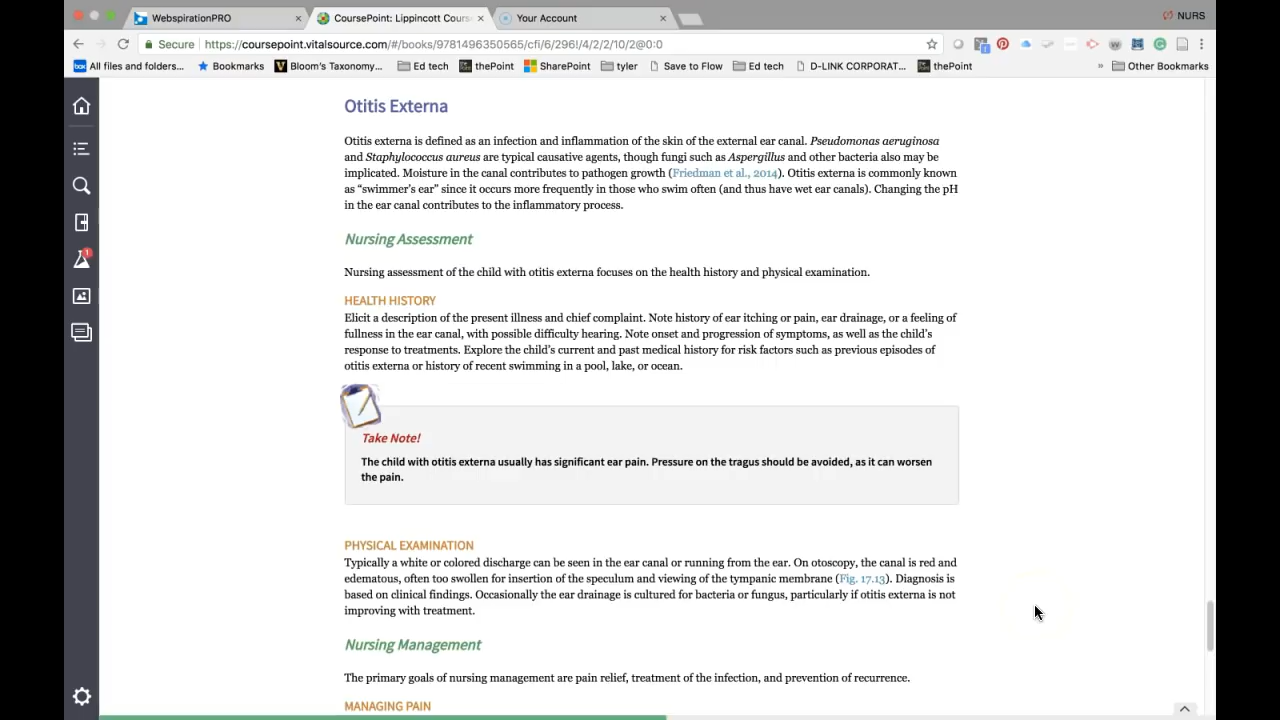 WebspirationPRO
CoursePoint: Lippincott Cours
Your Account
NURS
Secure
https://coursepoint.vitalsource.com/#/books/9781496350565/cfi/6/296!/4/2/2/10/2@0:0
box All files and folders... Bookmarks V Bloom's Taxonomy... Ed tech thePoint SharePoint tyler Save to Flow Ed tech D-LINK CORPORAT... thePoint » Other Bookmarks
Otitis Externa
Otitis externa is defined as an infection and inflammation of the skin of the external ear canal. Pseudomonas aeruginosa
and Staphylococcus aureus are typical causative agents, though fungi such as Aspergillus and other bacteria also may be
implicated. Moisture in the canal contributes to pathogen growth (Friedman et al., 2014). Otitis externa is commonly known
as “swimmer’s ear” since it occurs more frequently in those who swim often (and thus have wet ear canals). Changing the pH
in the ear canal contributes to the inflammatory process.
Nursing Assessment
Nursing assessment of the child with otitis externa focuses on the health history and physical examination.
HEALTH HISTORY
Elicit a description of the present illness and chief complaint. Note history of ear itching or pain, ear drainage, or a feeling of
fullness in the ear canal, with possible difficulty hearing. Note onset and progression of symptoms, as well as the child’s
response to treatments. Explore the child’s current and past medical history for risk factors such as previous episodes of
otitis externa or history of recent swimming in a pool, lake, or ocean.
Take Note!
The child with otitis externa usually has significant ear pain. Pressure on the tragus should be avoided, as it can worsen
the pain.
PHYSICAL EXAMINATION
Typically a white or colored discharge can be seen in the ear canal or running from the ear. On otoscopy, the canal is red and
edematous, often too swollen for insertion of the speculum and viewing of the tympanic membrane (Fig. 17.13). Diagnosis is
based on clinical findings. Occasionally the ear drainage is cultured for bacteria or fungus, particularly if otitis externa is not
improving with treatment.
Nursing Management
The primary goals of nursing management are pain relief, treatment of the infection, and prevention of recurrence.
MANAGING PAIN
1